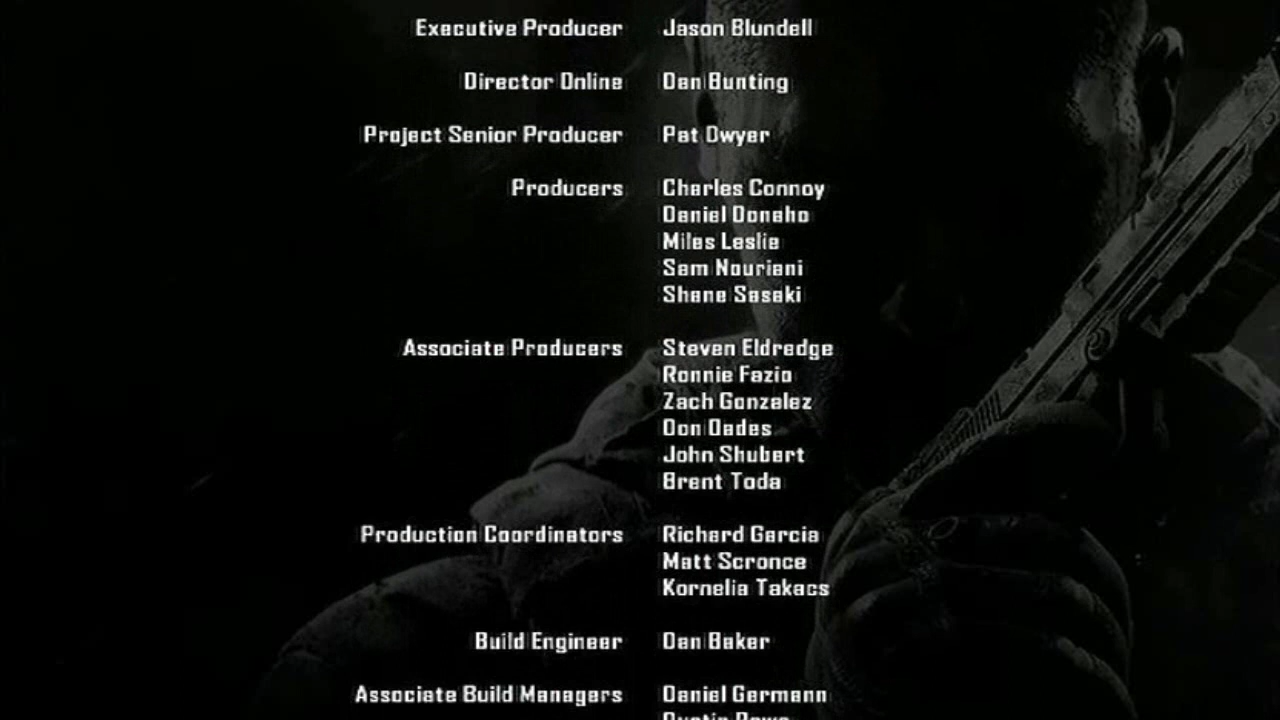 Executive Producer Jason Blundell
Director Online Dan Bunting
Project Senior Producer Pat Dwyer
Producers Charles Connoy
Daniel Donaho
Miles Leslie
Sam Nouriani
Shane Sasaki
Associate Producers Steven Eldredge
Ronnie Fazio
Zach Gonzalez
Don Oades
John Shubert
Brent Toda
Production Coordinators Richard Garcia
Matt Scronce
Kornelia Takacs
Build Engineer Dan Baker
Associate Build Managers Daniel Germann